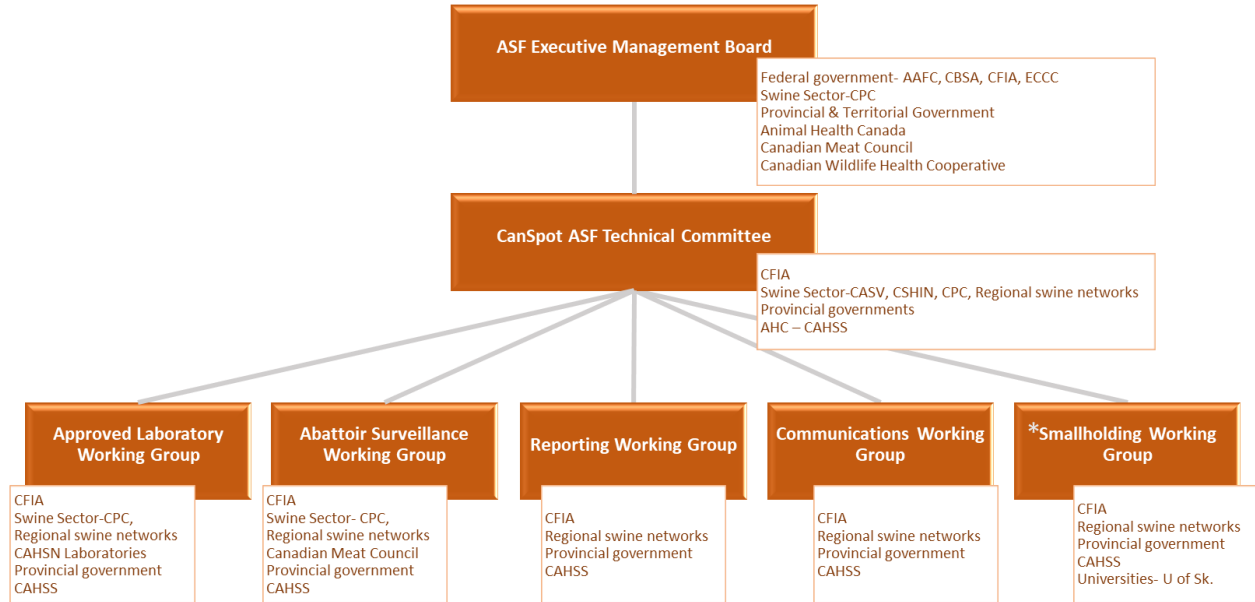 ASF Executive Management Board
Federal government- AAFC, CBSA, CFIA, ECCC
Swine Sector-CPC
Provincial & Territorial Government
Animal Health Canada
Canadian Meat Council
Canadian Wildlife Health Cooperative
CanSpot ASF Technical Committee
CFIA
Swine Sector-CASV, CSHIN, CPC, Regional swine networks
Provincial governments
AHC – CAHSS
Approved Laboratory
Working Group
CFIA
Swine Sector-CPC,
Regional swine networks
CAHSN Laboratories
Provincial government
CAHSS
Abattoir Surveillance
Working Group
CFIA
Swine Sector- CPC,
Regional swine networks
Canadian Meat Council
Provincial government
CAHSS
Reporting Working Group
CFIA
Regional swine networks
Provincial government
CAHSS
Communications Working
Group
CFIA
Regional swine networks
Provincial government
CAHSS
*Smallholding Working
Group
CFIA
Regional swine networks
Provincial government
CAHSS
Universities- U of Sk.